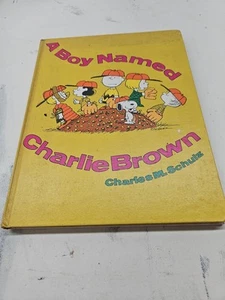 A Boy Named
Charlie Brown
Charles M. Schulz